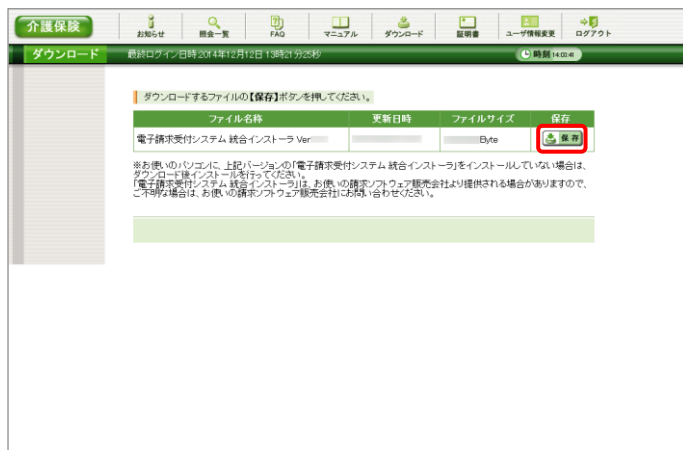 介護保険
お知らせ
照会一覧
FAQ
マニュアル
ダウンロード
証明書
ユーザ情報変更
ログアウト
ダウンロード
最終ログイン日時:2014年12月12日 13時21分25秒
時刻 14:00:41
ダウンロードするファイルの【保存】ボタンを押してください。
ファイル名称 更新日時 ファイルサイズ 保存
電子請求受付システム 統合インストーラ Ver Byte 保存
※お使いのパソコンに、上記バージョンの「電子請求受付システム 統合インストーラ」をインストールしていない場合は、
ダウンロード後インストールを行ってください。
「電子請求受付システム 統合インストーラ」は、お使いの請求ソフトウェア販売会社より提供される場合がありますので、
ご不明な場合は、お使いの請求ソフトウェア販売会社にお問い合わせください。